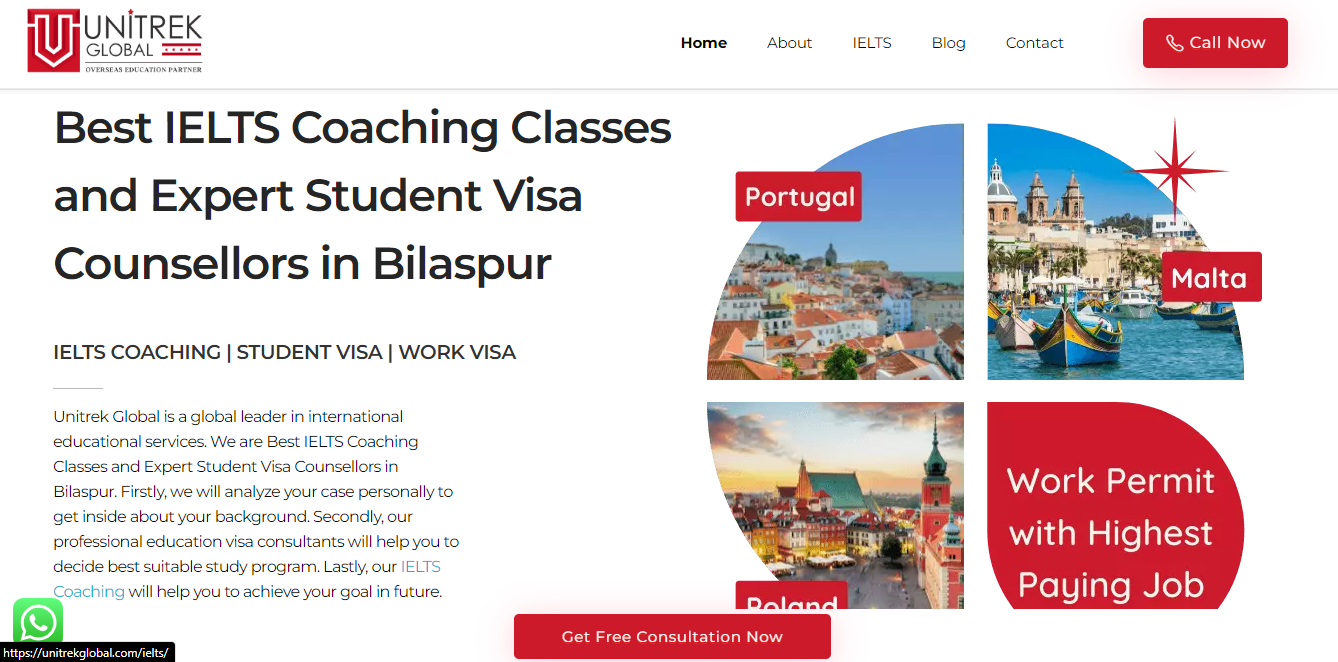 UNITREK
GLOBAL
OVERSEAS EDUCATION PARTNER
Home
About
IELTS
Blog
Contact
Call Now
Best IELTS Coaching Classes
and Expert Student Visa
Counsellors in Bilaspur
IELTS COACHING | STUDENT VISA | WORK VISA
Unitrek Global is a global leader in international
educational services. We are Best IELTS Coaching
Classes and Expert Student Visa Counsellors in
Bilaspur. Firstly, we will analyze your case personally to
get inside about your background. Secondly, our
professional education visa consultants will help you to
decide best suitable study program. Lastly, our IELTS
Coaching will help you to achieve your goal in future.
Portugal
Malta
Poland
Work Permit
with Highest
Paying Job
Get Free Consultation Now
https://unitrekglobal.com/ielts/